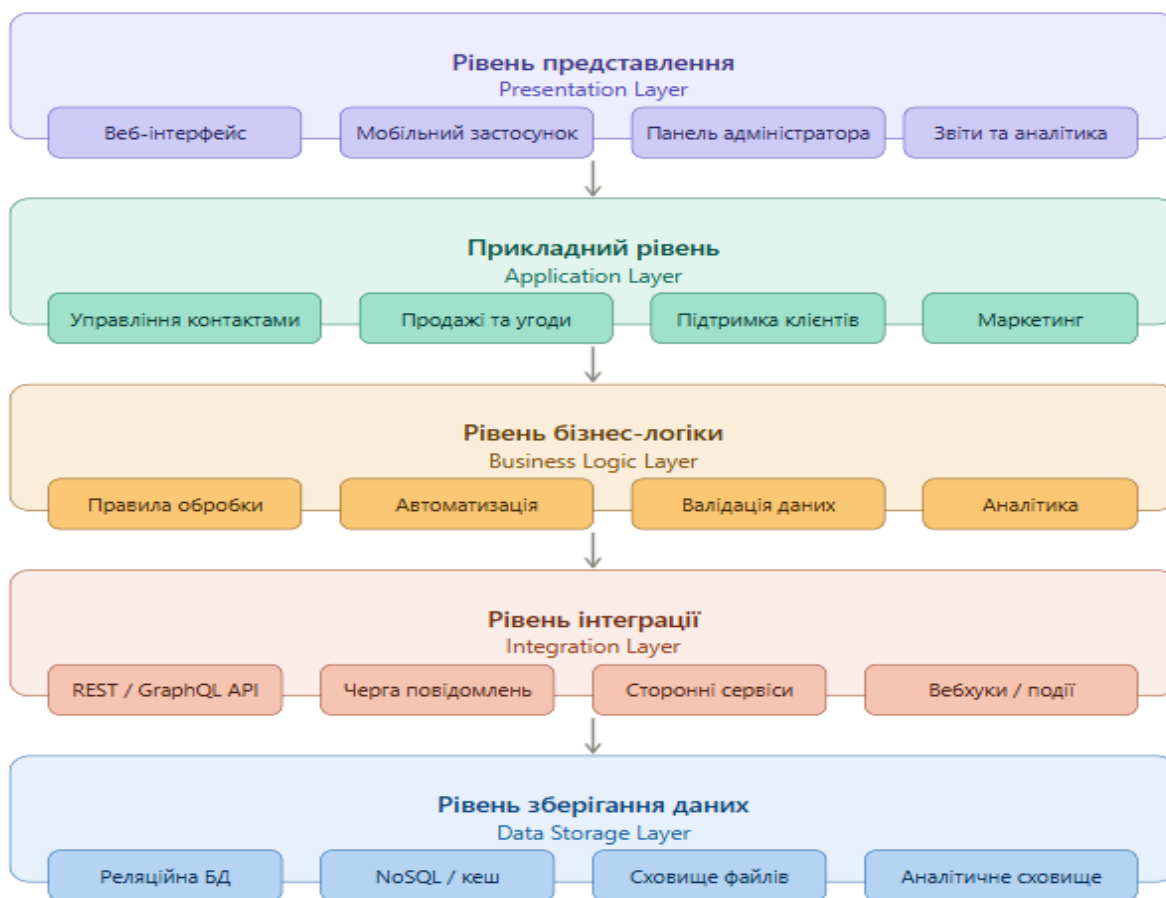 Рівень представлення
Presentation Layer
Веб-інтерфейс
Мобільний застосунок
Панель адміністратора
Звіти та аналітика
Прикладний рівень
Application Layer
Управління контактами
Продажі та угоди
Підтримка клієнтів
Маркетинг
Рівень бізнес-логіки
Business Logic Layer
Правила обробки
Автоматизація
Валідація даних
Аналітика
Рівень інтеграції
Integration Layer
REST / GraphQL API
Черга повідомлень
Сторонні сервіси
Вебхуки / події
Рівень зберігання даних
Data Storage Layer
Реляційна БД
NoSQL / кеш
Сховище файлів
Аналітичне сховище